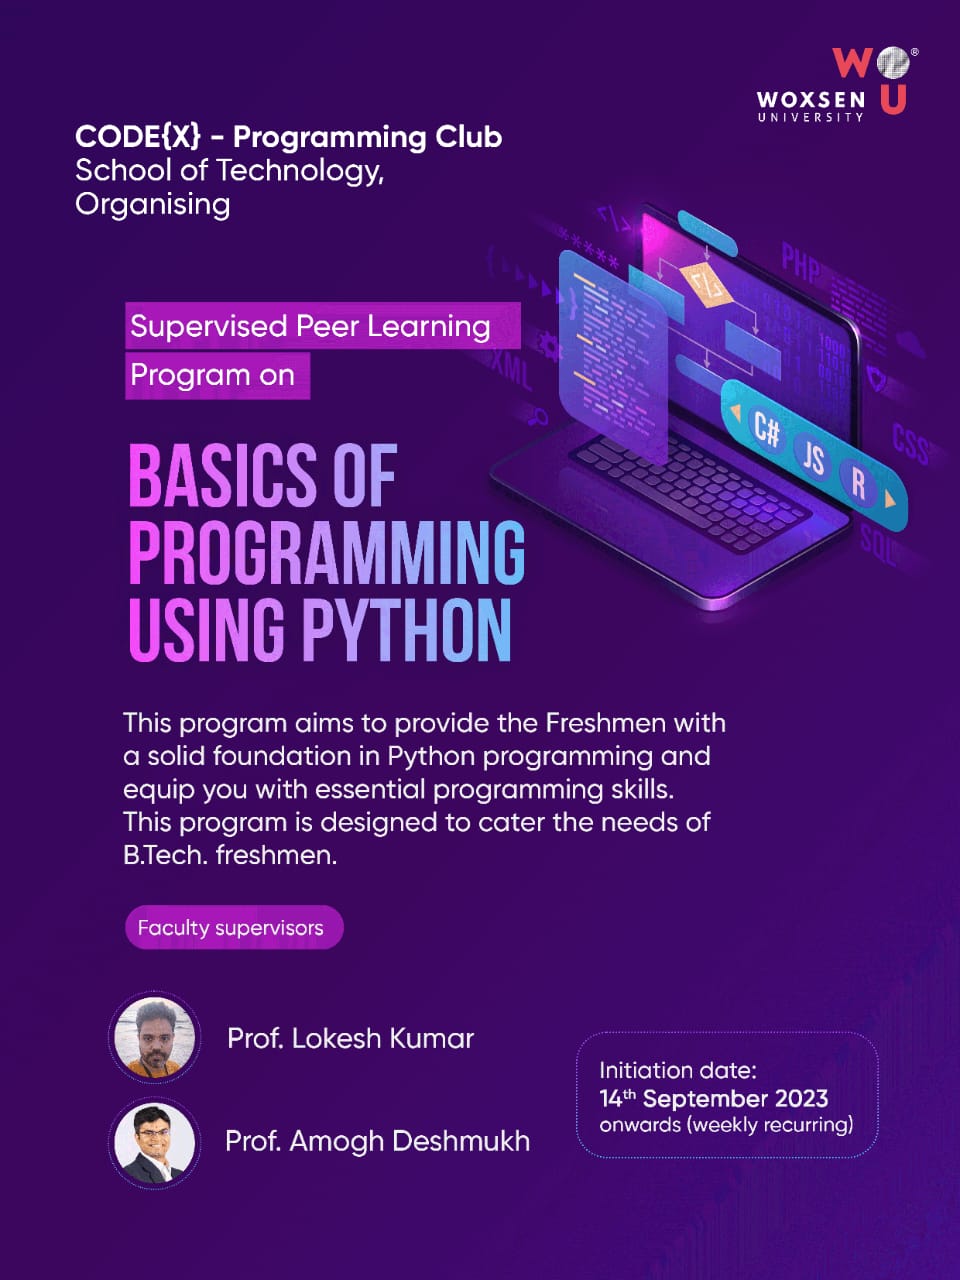 WO®
WOXSEN U
UNIVERSITY
CODE{X} - Programming Club
School of Technology,
Organising
Supervised Peer Learning
Program on
BASICS OF
PROGRAMMING
USING PYTHON
</>
*****
PHP
XML
C#
JS
R
CSS
SQL
This program aims to provide the Freshmen with
a solid foundation in Python programming and
equip you with essential programming skills.
This program is designed to cater the needs of
B.Tech. freshmen.
Faculty supervisors
Prof. Lokesh Kumar
Prof. Amogh Deshmukh
Initiation date:
14th September 2023
onwards (weekly recurring)